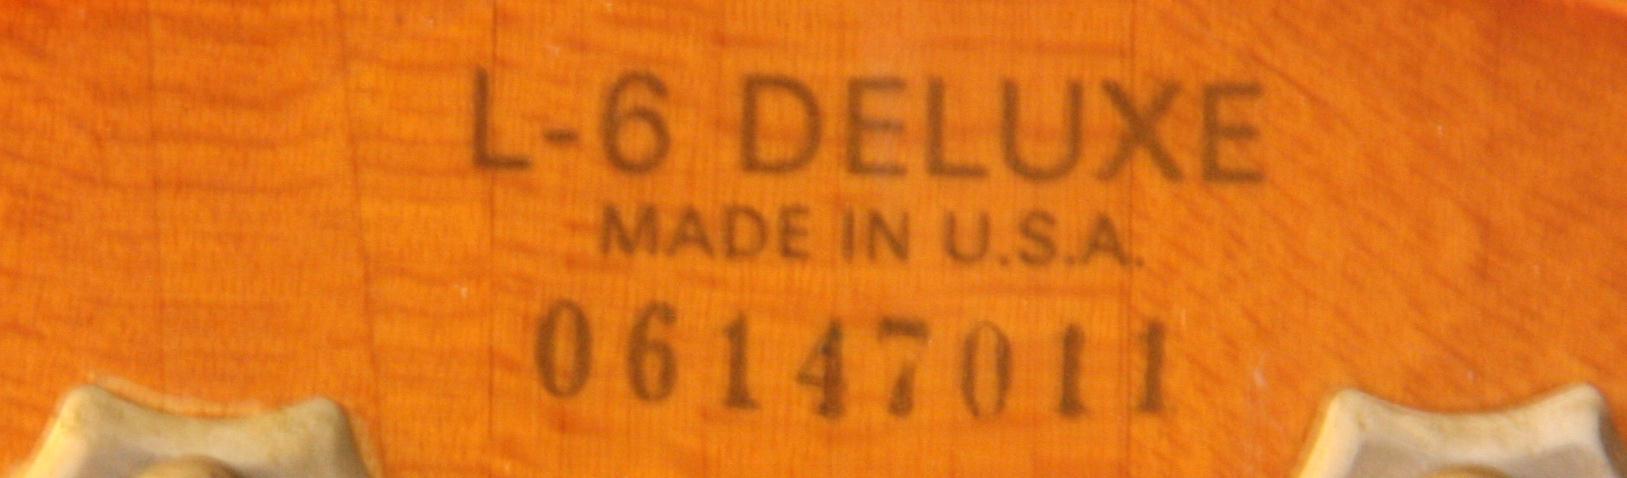 L-6 DELUXE
MADE IN U.S.A.
06147011